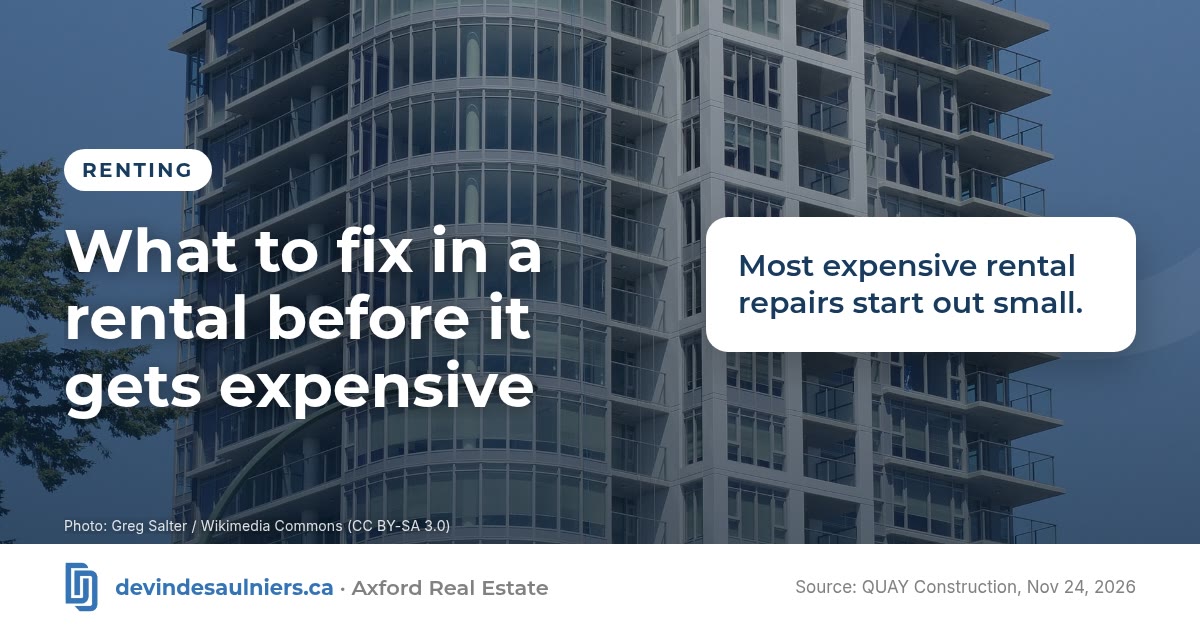 RENTING
What to fix in a
rental before it
gets expensive
Most expensive rental
repairs start out small.
Photo: Greg Salter / Wikimedia Commons (CC BY-SA 3.0)
devindesaulniers.ca · Axford Real Estate
Source: QUAY Construction, Nov 24, 2026